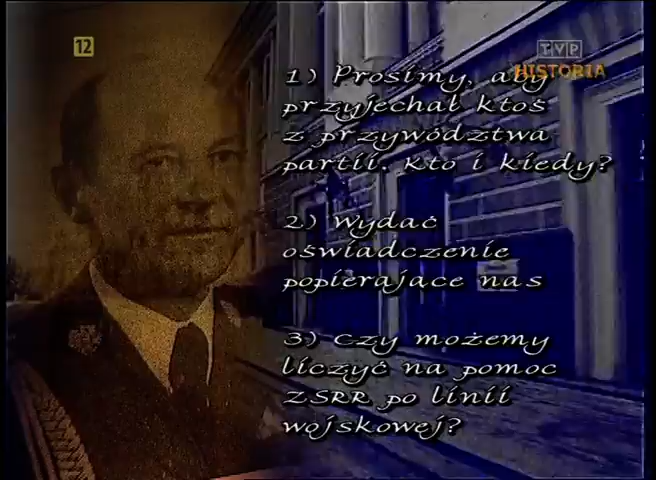 12
TVP
HISTORIA
1) Prosimy, aby
przyjechał ktoś
z przywództwa
partii. Kto i kiedy?
2) Wydać
oświadczenie
popierające nas
3) Czy możemy
liczyć na pomoc
ZSRR po linii
wojskowej?